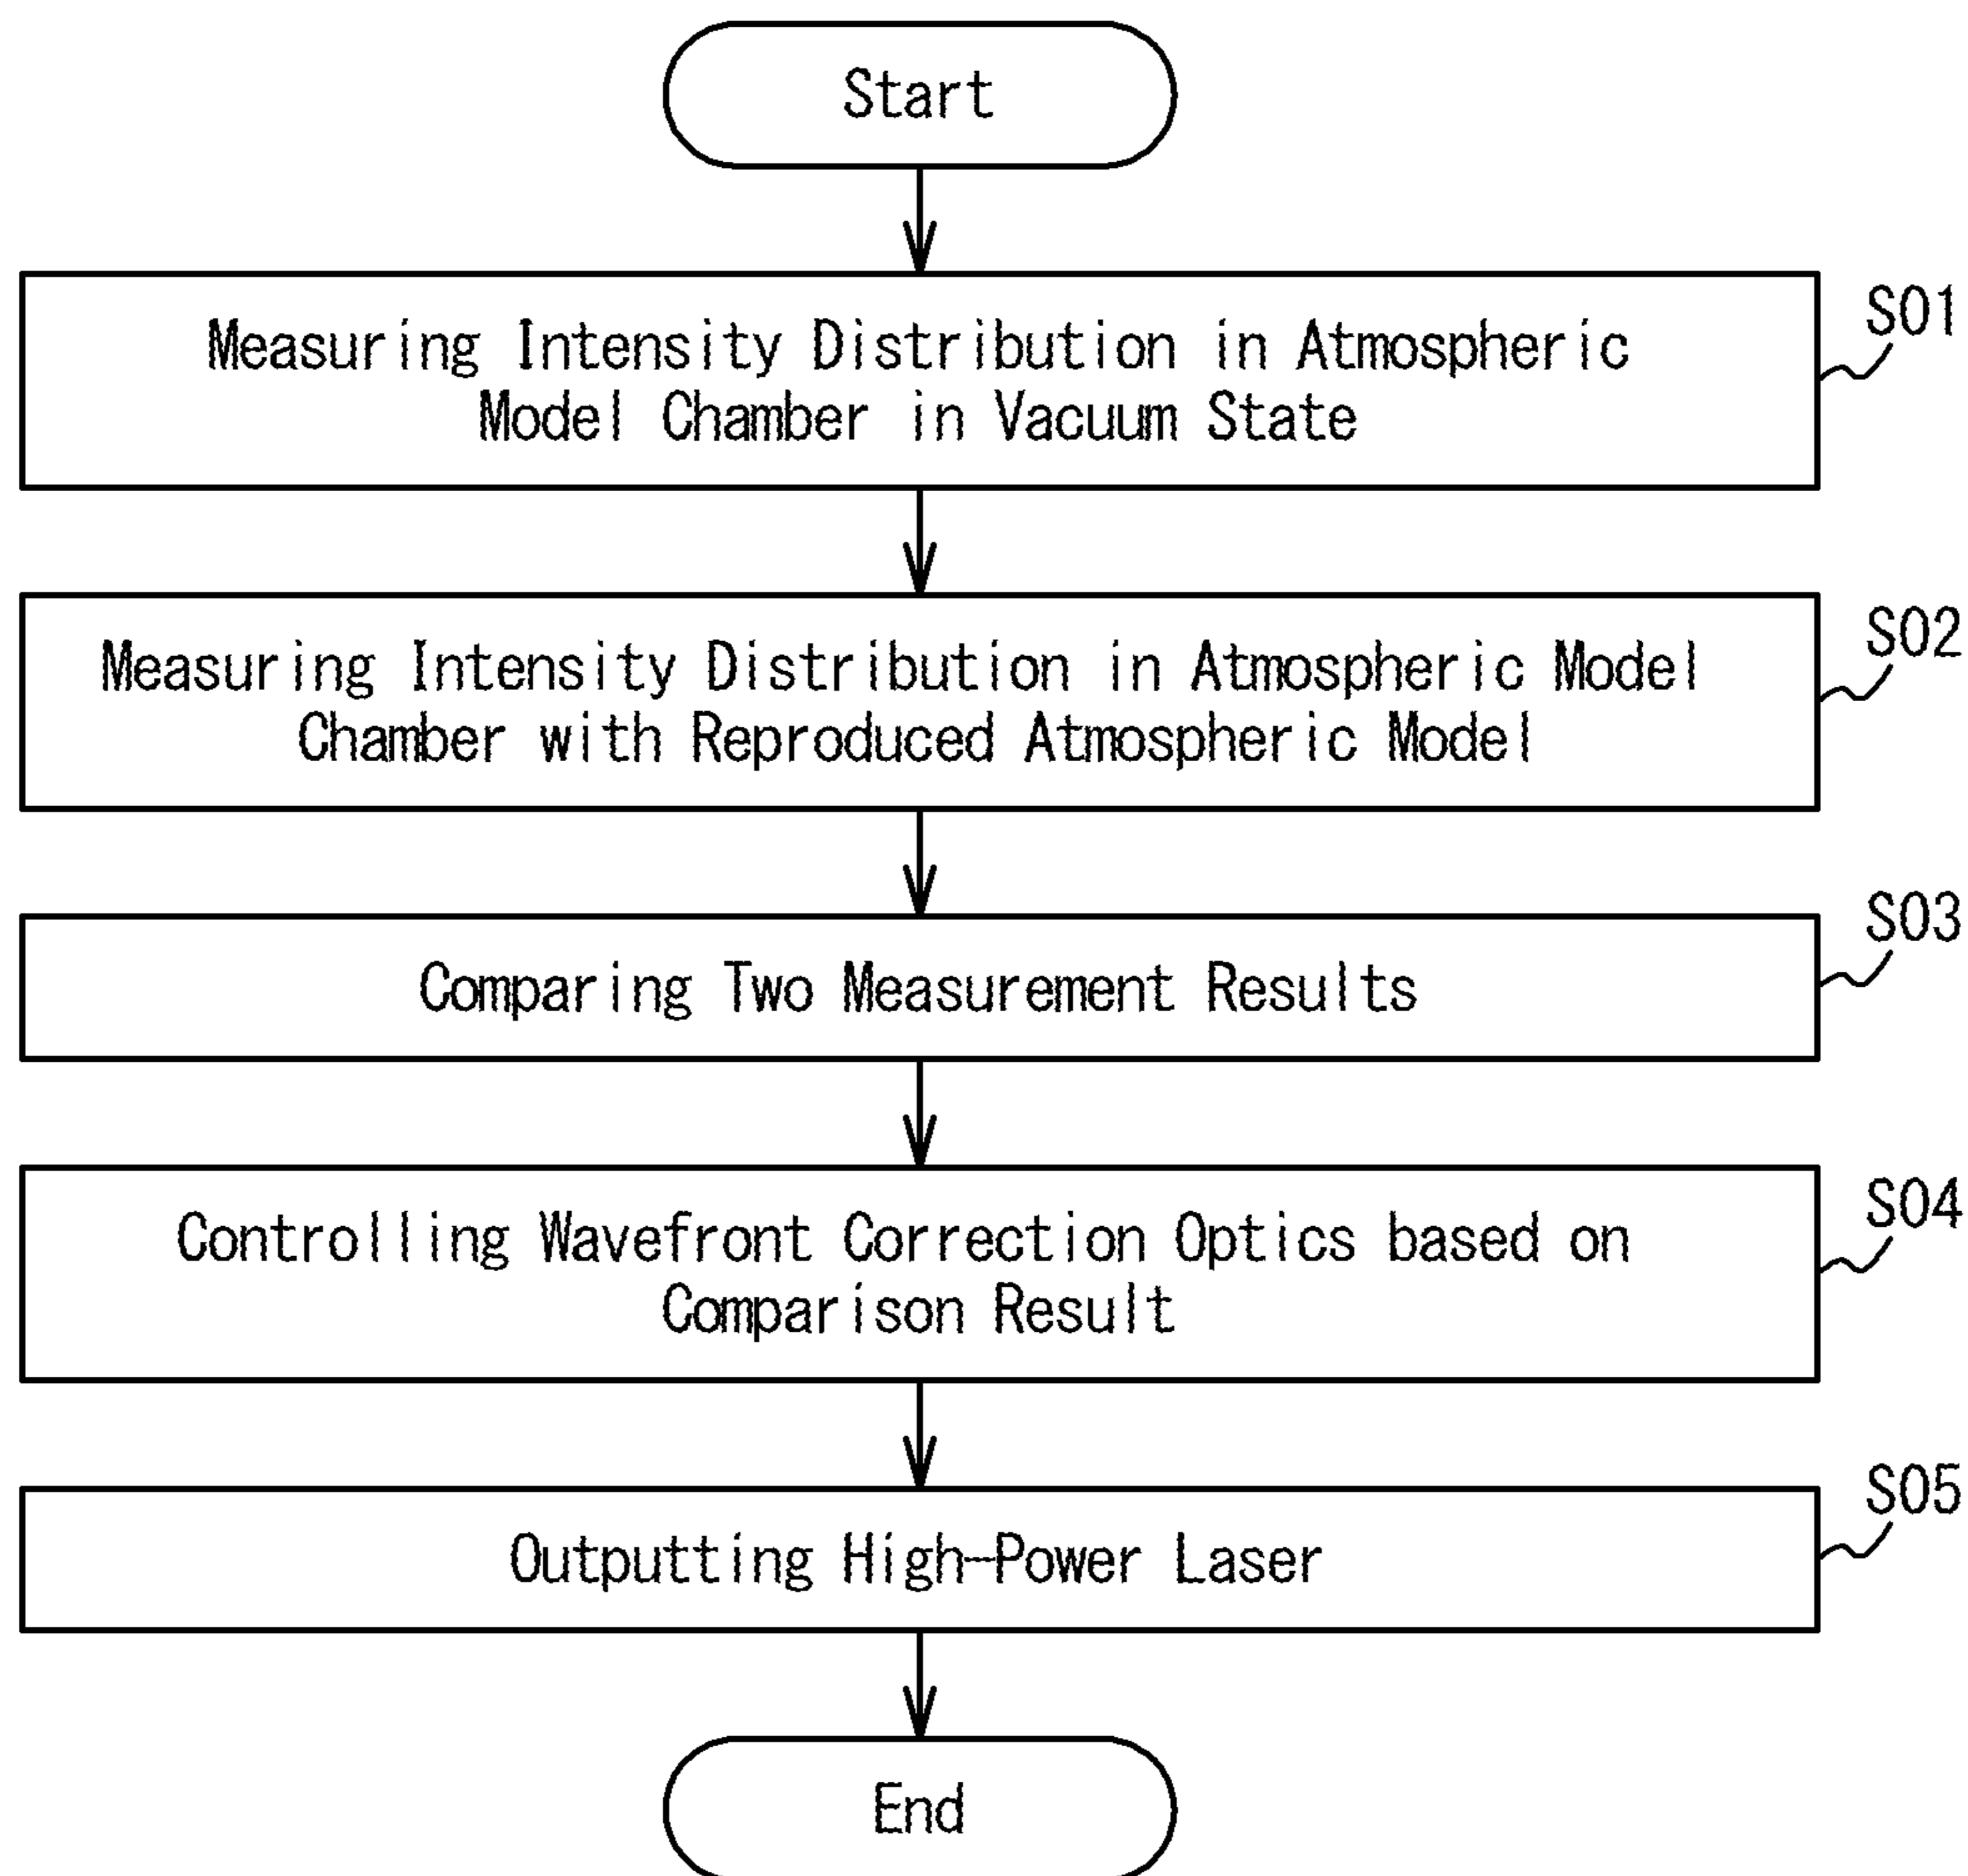 Start
Measuring Intensity Distribution in Atmospheric
Model Chamber in Vacuum State
S01
Measuring Intensity Distribution in Atmospheric Model
Chamber with Reproduced Atmospheric Model
S02
Comparing Two Measurement Results
S03
Controlling Wavefront Correction Optics based on
Comparison Result
S04
Outputting High-Power Laser
S05
End